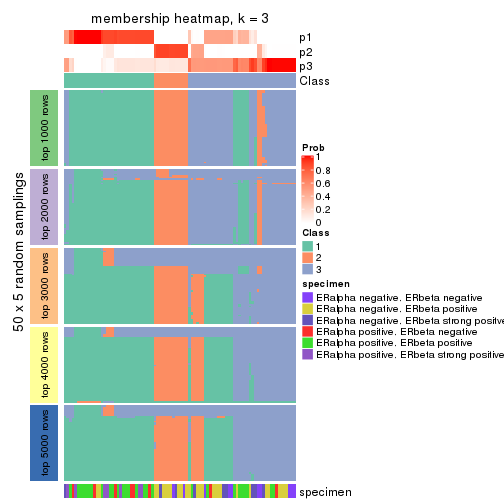 membership heatmap, k = 3
p1
p2
p3
Class
50 x 5 random samplings
top 1000 rows
top 2000 rows
top 3000 rows
top 4000 rows
top 5000 rows
specimen
Prob
1
0.8
0.6
0.4
0.2
0
Class
1
2
3
specimen
ERalpha negative. ERbeta negative
ERalpha negative. ERbeta positive
ERalpha negative. ERbeta strong positive
ERalpha positive. ERbeta negative
ERalpha positive. ERbeta positive
ERalpha positive. ERbeta strong positive